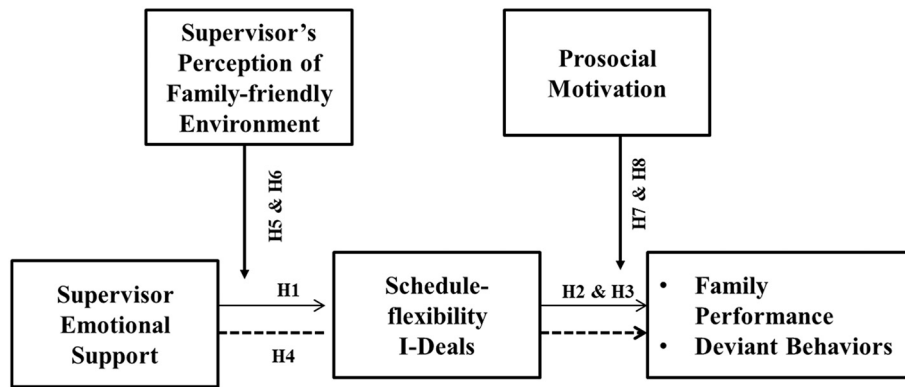 Supervisor's
Perception of
Family-friendly
Environment
Prosocial
Motivation
H5 & H6
H7 & H8
Supervisor
Emotional
Support
H1
H4
Schedule-
flexibility
I-Deals
H2 & H3
• Family
Performance
• Deviant Behaviors